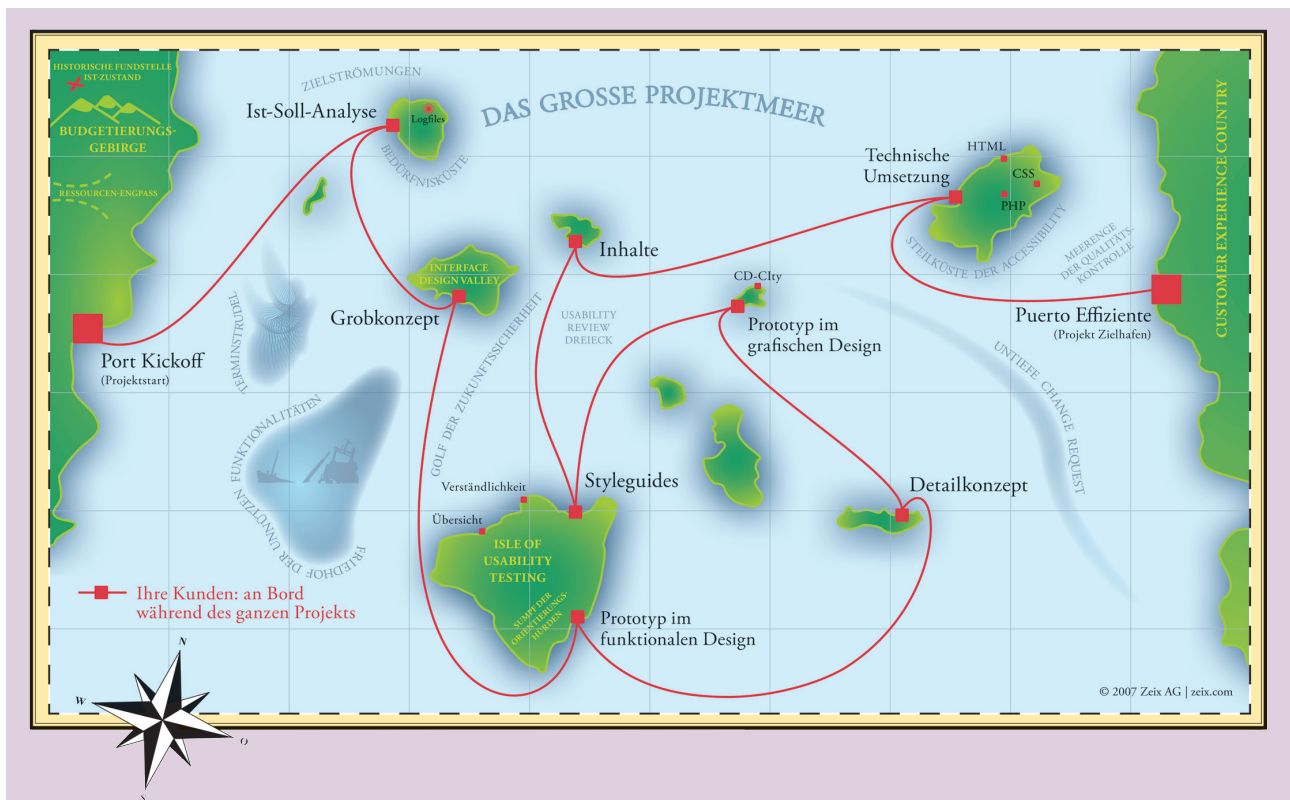 HISTORISCHE FUNDSTELLE
IST-ZUSTAND
BUDGETIERUNGS-
GEBIRGE
RESSOURCEN-ENGPASS
ZIELSTRÖMUNGEN
Ist-Soll-Analyse
Logfiles
BEDÜRFNISKÜSTE
DAS GROSSE PROJEKTMEER
Technische
Umsetzung
HTML
CSS
PHP
STEILKÜSTE DER ACCESSIBILITY
MEERENGE
DER QUALITÄTS-
KONTROLLE
CUSTOMER EXPERIENCE COUNTRY
Inhalte
INTERFACE
DESIGN VALLEY
Grobkonzept
CD-CIty
Prototyp im
grafischen Design
Puerto Effiziente
(Projekt Zielhafen)
Port Kickoff
(Projektstart)
TERMINSTRUDEL
GOLF DER ZUKUNFTSSICHERHEIT
USABILITY
REVIEW
DREIECK
UNTIEFE CHANGE REQUEST
FRIEDHOF DER UNNÜTZEN FUNKTIONALITÄTEN
Verständlichkeit
Styleguides
Übersicht
Detailkonzept
ISLE OF
USABILITY
TESTING
SUMPF DER
ORIENTIERUNGS-
HÜRDEN
Prototyp im
funktionalen Design
Ihre Kunden: an Bord
während des ganzen Projekts
© 2007 Zeix AG | zeix.com
N
W
O
S